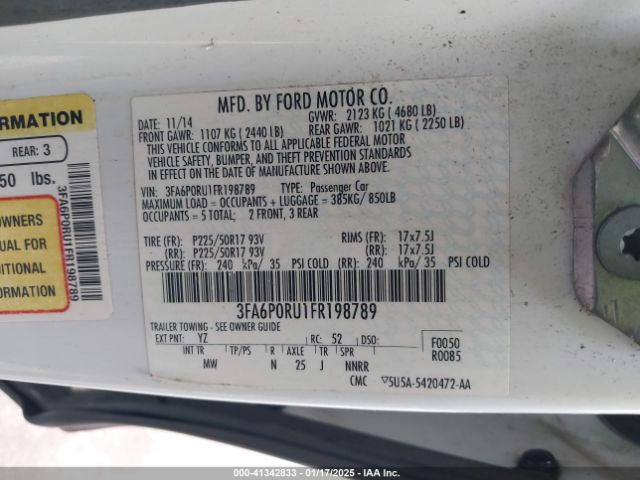 MFD. BY FORD MOTOR CO.
DATE: 11/14 GVWR: 2123 KG ( 4680 LB)
FRONT GAWR: 1107 KG ( 2440 LB) REAR GAWR: 1021 KG ( 2250 LB)
THIS VEHICLE CONFORMS TO ALL APPLICABLE FEDERAL MOTOR
VEHICLE SAFETY, BUMPER, AND THEFT PREVENTION STANDARDS
IN EFFECT ON THE DATE OF MANUFACTURE SHOWN ABOVE.
VIN: 3FA6P0RU1FR198789 TYPE: Passenger Car
MAXIMUM LOAD = OCCUPANTS + LUGGAGE = 385KG/ 850LB
OCCUPANTS = 5 TOTAL; 2 FRONT, 3 REAR
TIRE (FR): P225/50R17 93V RIMS (FR): 17x7.5J
(RR): P225/50R17 93V (RR): 17x7.5J
PRESSURE (FR): 240 kPa/ 35 PSI COLD (RR): 240 kPa/ 35 PSI COLD
3FA6P0RU1FR198789
TRAILER TOWING - SEE OWNER GUIDE
EXT PNT: YZ RC: 52 DSO: F0050
R0085
INT TR TP/PS R AXLE TR SPR
MW N 25 J NNRR
CMC ▽5U5A-5420472-AA
ORMATION
REAR: 3
50 lbs.
OWNERS
UAL FOR
DITIONAL
FORMATION
3FA6P0RU1FR198789
COPART: 41342833 - 01/17/2025 - IAA Inc.